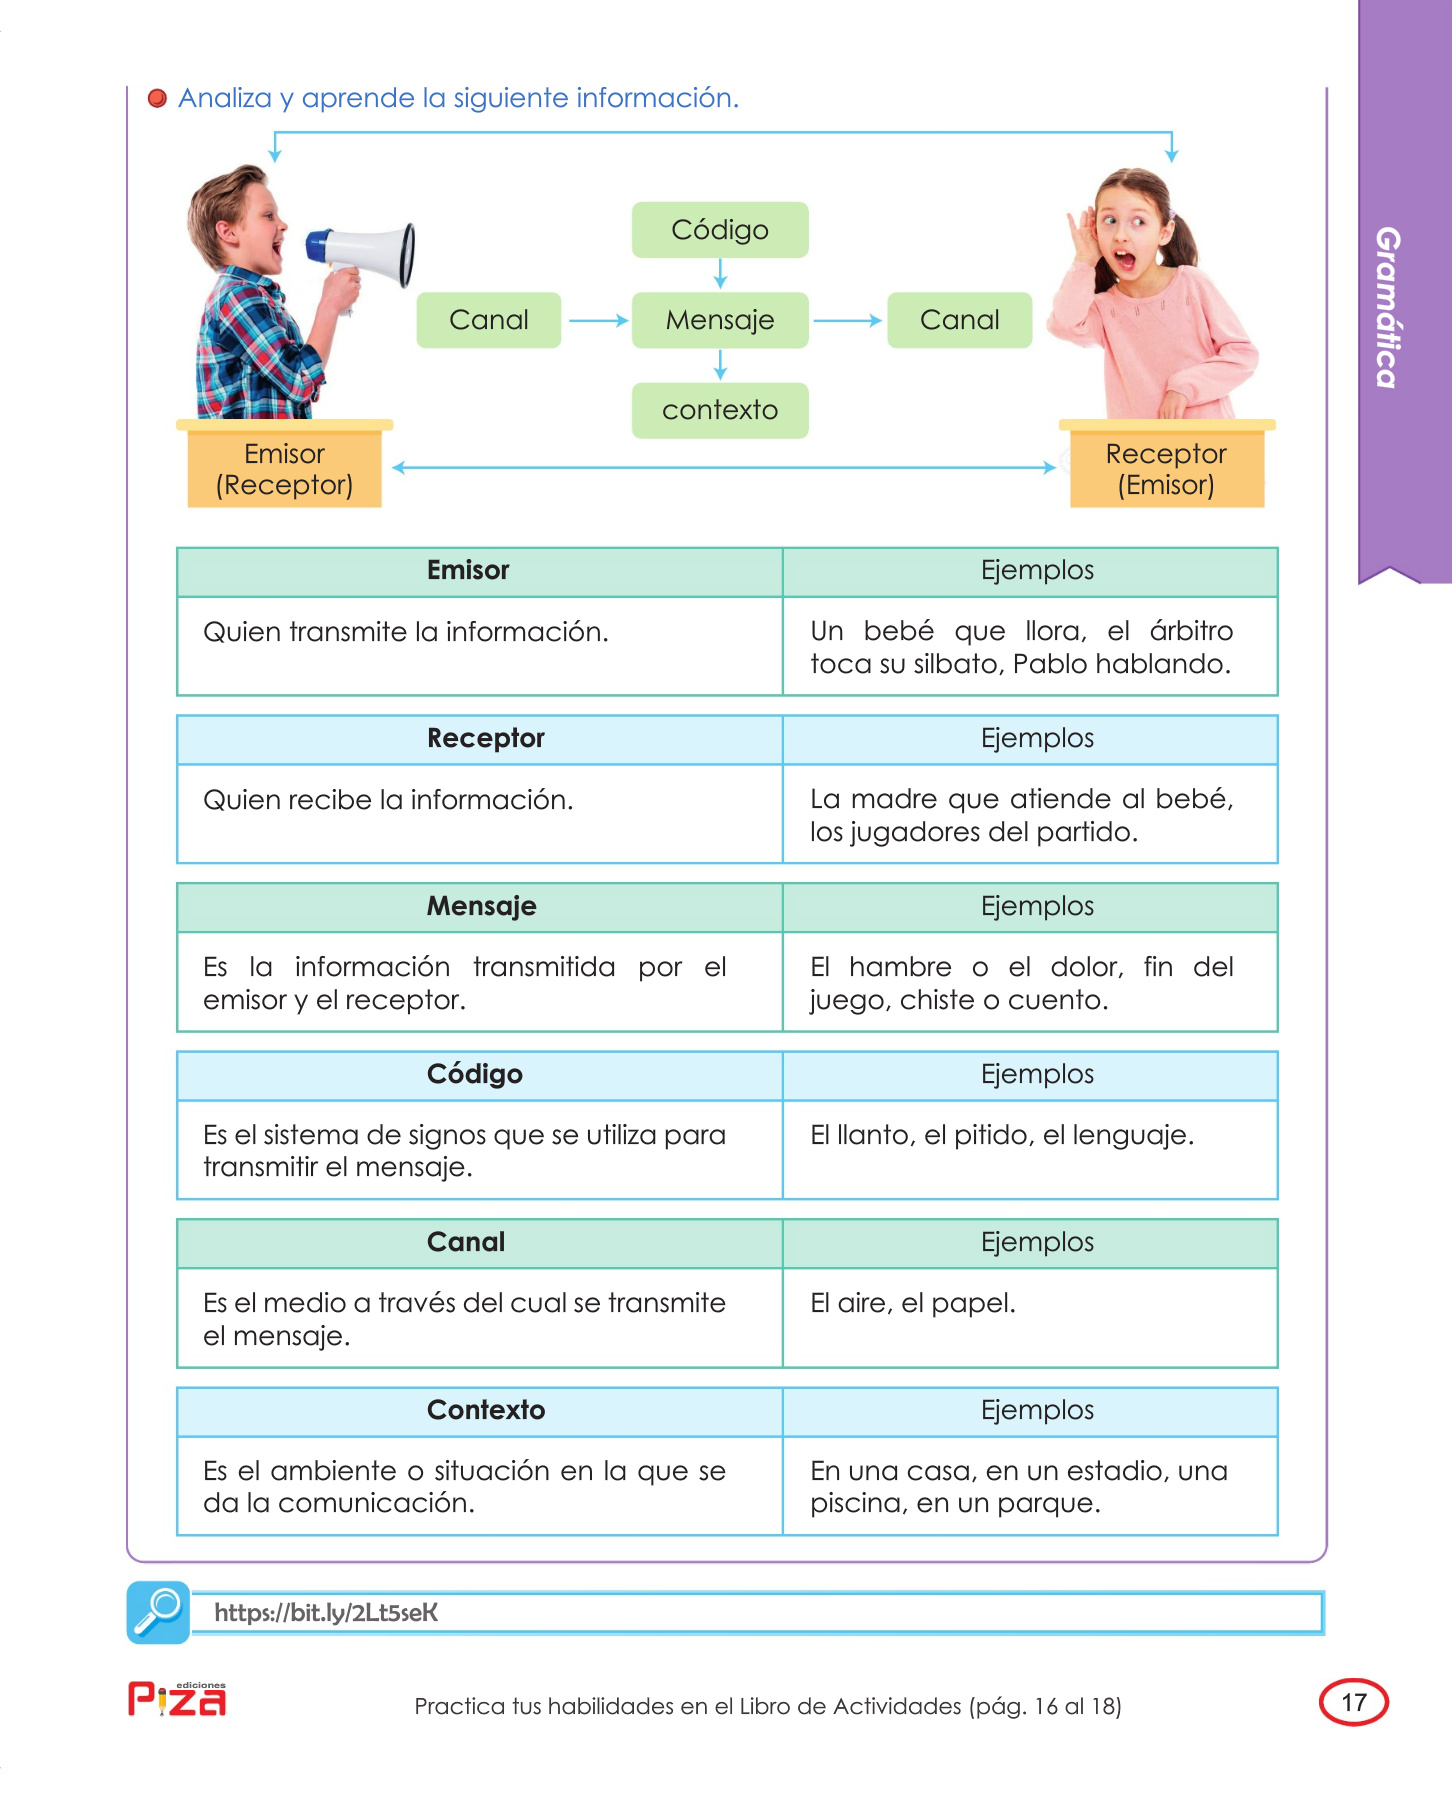 Analiza y aprende la siguiente información.
Código
Canal
Mensaje
Canal
contexto
Emisor
(Receptor)
Receptor
(Emisor)
Gramática
Emisor
Ejemplos
Quien transmite la información.
Un bebé que llora, el árbitro
toca su silbato, Pablo hablando.
Receptor
Ejemplos
Quien recibe la información.
La madre que atiende al bebé,
los jugadores del partido.
Mensaje
Ejemplos
Es la información transmitida por el
emisor y el receptor.
El hambre o el dolor, fin del
juego, chiste o cuento.
Código
Ejemplos
Es el sistema de signos que se utiliza para
transmitir el mensaje.
El llanto, el pitido, el lenguaje.
Canal
Ejemplos
Es el medio a través del cual se transmite
el mensaje.
El aire, el papel.
Contexto
Ejemplos
Es el ambiente o situación en la que se
da la comunicación.
En una casa, en un estadio, una
piscina, en un parque.
https://bit.ly/2Lt5seK
ediciones
Piza
Practica tus habilidades en el Libro de Actividades (pág. 16 al 18)
17